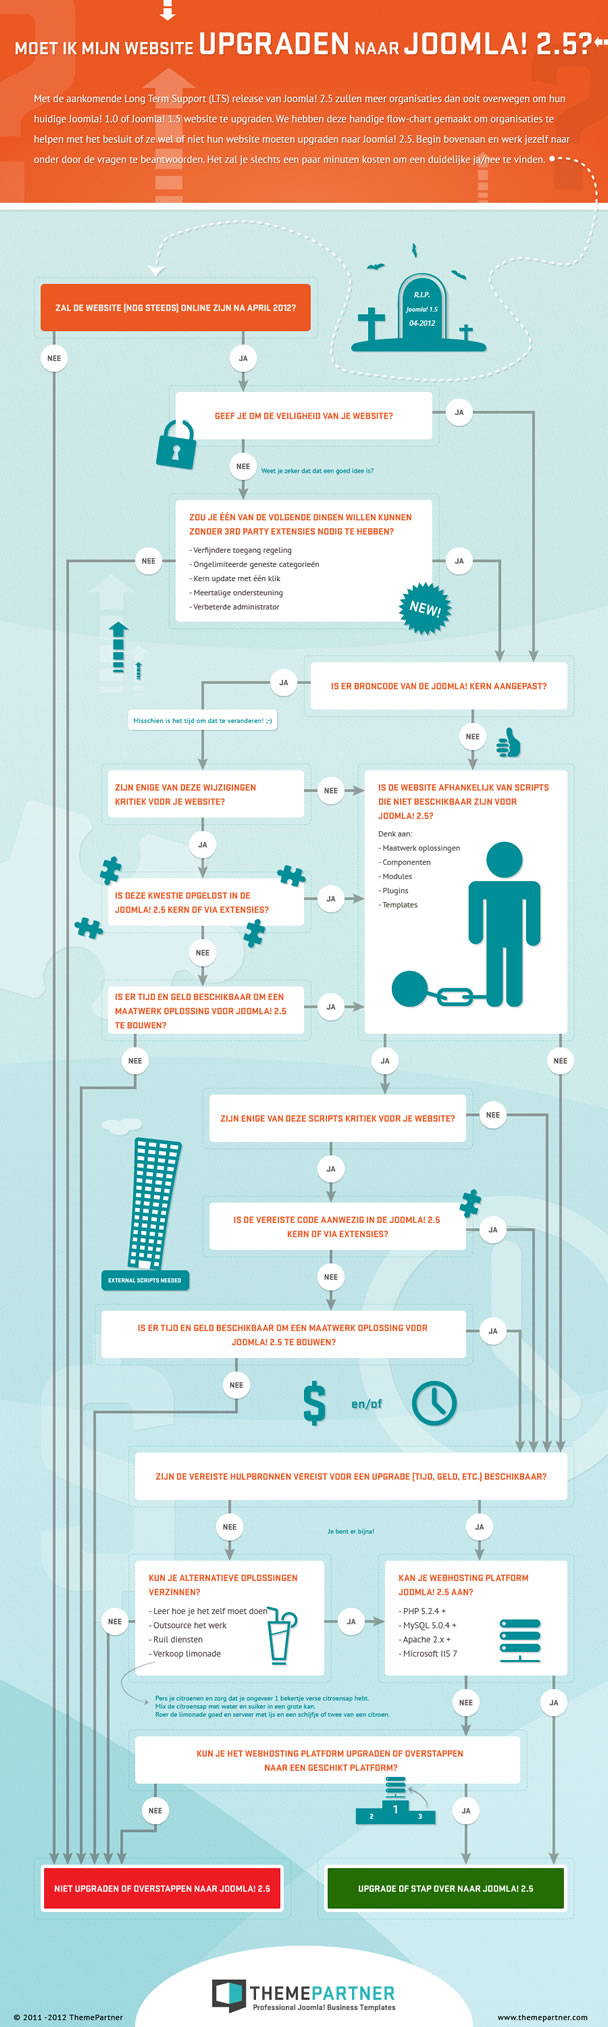 MOET IK MIJN WEBSITE UPGRADEN NAAR JOOMLA! 2.5?
Met de aankomende Long Term Support (LTS) release van Joomla! 2.5 zullen meer organisaties dan ooit overwegen om hun
huidige Joomla! 1.0 of Joomla! 1.5 website te upgraden. We hebben deze handige flow-chart gemaakt om organisaties te
helpen met het besluit of ze wel of niet hun website moeten upgraden naar Joomla! 2.5. Begin bovenaan en werk jezelf naar
onder door de vragen te beantwoorden. Het zal je slechts een paar minuten kosten om een duidelijke ja/nee te vinden.
R.I.P.
Joomla! 1.5
04-2012
ZAL DE WEBSITE (NOG STEEDS) ONLINE ZIJN NA APRIL 2012?
NEE
JA
GEEF JE OM DE VEILIGHEID VAN JE WEBSITE?
JA
NEE
Weet je zeker dat dat een goed idee is?
ZOU JE ÉÉN VAN DE VOLGENDE DINGEN WILLEN KUNNEN
ZONDER 3RD PARTY EXTENSIES NODIG TE HEBBEN?
- Verfijndere toegang regeling
- Ongelimiteerde geneste categorieën
- Kern update met één klik
- Meertalige ondersteuning
- Verbeterde administrator
NEE
JA
NEW!
IS ER BRONCODE VAN DE JOOMLA! KERN AANGEPAST?
JA
Misschien is het tijd om dat te veranderen! ;-)
NEE
ZIJN ENIGE VAN DEZE WIJZIGINGEN
KRITIEK VOOR JE WEBSITE?
NEE
JA
IS DE WEBSITE AFHANKELIJK VAN SCRIPTS
DIE NIET BESCHIKBAAR ZIJN VOOR
JOOMLA! 2.5?
Denk aan:
- Maatwerk oplossingen
- Componenten
- Modules
- Plugins
- Templates
IS DEZE KWESTIE OPGELOST IN DE
JOOMLA! 2.5 KERN OF VIA EXTENSIES?
JA
NEE
IS ER TIJD EN GELD BESCHIKBAAR OM EEN
MAATWERK OPLOSSING VOOR JOOMLA! 2.5
TE BOUWEN?
JA
NEE
JA
NEE
ZIJN ENIGE VAN DEZE SCRIPTS KRITIEK VOOR JE WEBSITE?
NEE
JA
EXTERNAL SCRIPTS NEEDED
IS DE VEREISTE CODE AANWEZIG IN DE JOOMLA! 2.5
KERN OF VIA EXTENSIES?
JA
NEE
IS ER TIJD EN GELD BESCHIKBAAR OM EEN MAATWERK OPLOSSING VOOR
JOOMLA! 2.5 TE BOUWEN?
JA
NEE
$ en/of
ZIJN DE VEREISTE HULPBRONNEN VEREIST VOOR EEN UPGRADE (TIJD, GELD, ETC.) BESCHIKBAAR?
NEE
Je bent er bijna!
JA
KUN JE ALTERNATIEVE OPLOSSINGEN
VERZINNEN?
- Leer hoe je het zelf moet doen
- Outsource het werk
- Ruil diensten
- Verkoop limonade
NEE
JA
KAN JE WEBHOSTING PLATFORM
JOOMLA! 2.5 AAN?
- PHP 5.2.4 +
- MySQL 5.0.4 +
- Apache 2.x +
- Microsoft IIS 7
Pers je citroenen en zorg dat je ongeveer 1 bekertje verse citroensap hebt.
Mix de citroensap met water en suiker in een grote kan.
Roer de limonade goed en serveer met ijs en een schijfje of twee van een citroen.
NEE
JA
KUN JE HET WEBHOSTING PLATFORM UPGRADEN OF OVERSTAPPEN
NAAR EEN GESCHIKT PLATFORM?
NEE
2 1 3
JA
NIET UPGRADEN OF OVERSTAPPEN NAAR JOOMLA! 2.5
UPGRADE OF STAP OVER NAAR JOOMLA! 2.5
THEMEPARTNER
Professional Joomla! Business Templates
© 2011 -2012 ThemePartner
www.themepartner.com